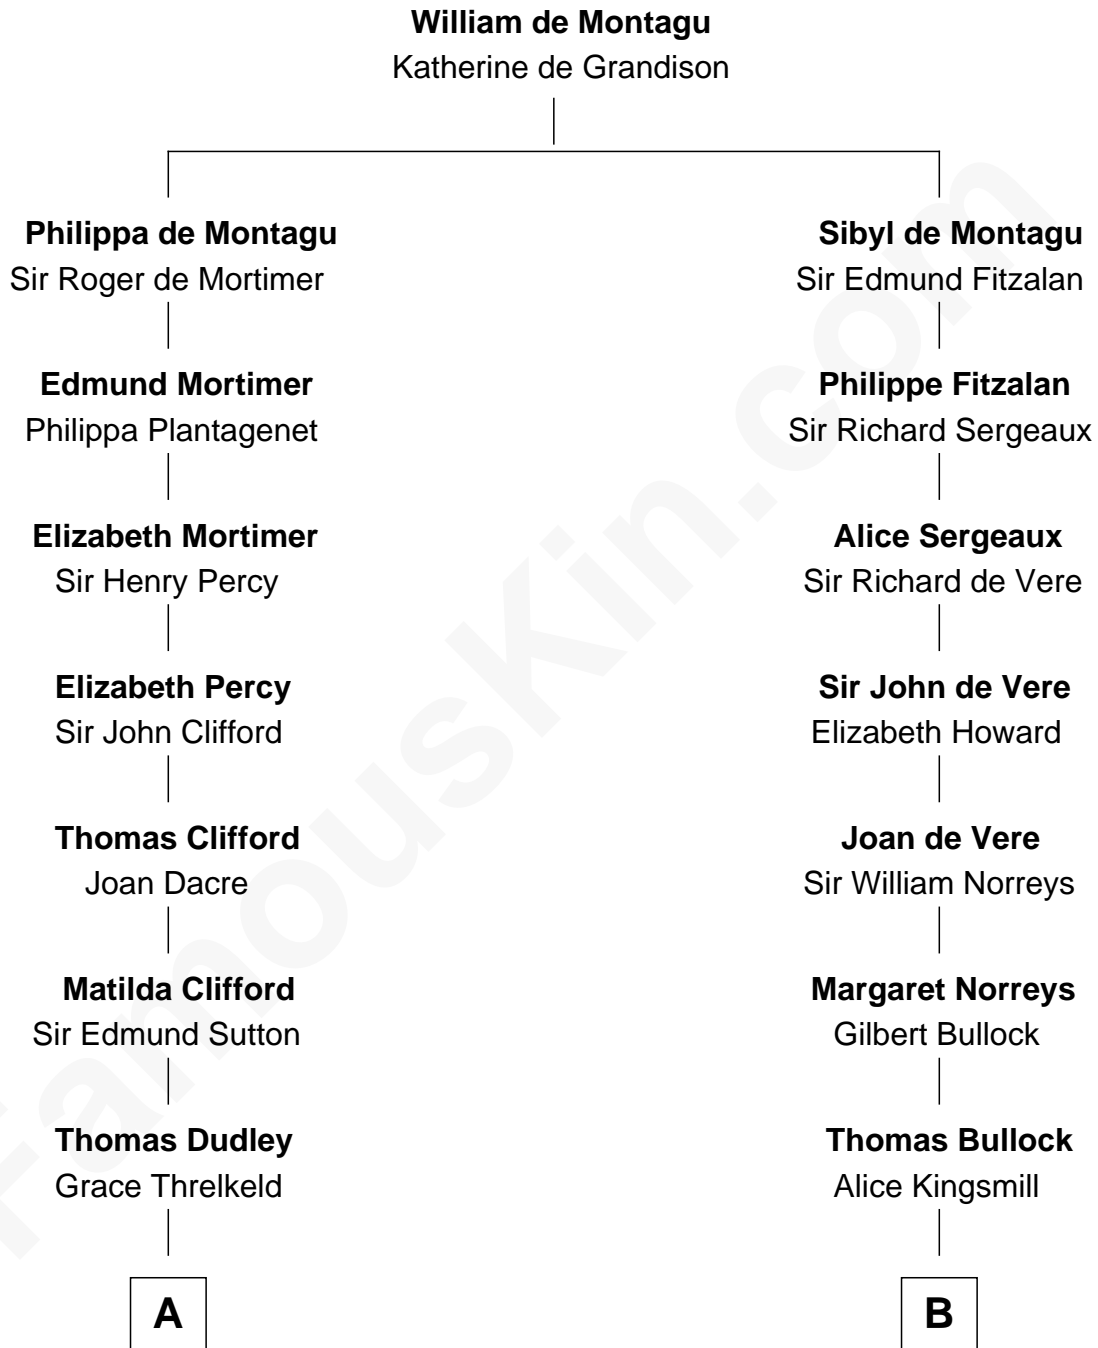 William de Montagu
Katherine de Grandison
Philippa de Montagu
Sir Roger de Mortimer
Sibyl de Montagu
Sir Edmund Fitzalan
Edmund Mortimer
Philippa Plantagenet
Philippe Fitzalan
Sir Richard Sergeaux
Elizabeth Mortimer
Sir Henry Percy
Alice Sergeaux
Sir Richard de Vere
Elizabeth Percy
Sir John Clifford
Sir John de Vere
Elizabeth Howard
Thomas Clifford
Joan Dacre
Joan de Vere
Sir William Norreys
Matilda Clifford
Sir Edmund Sutton
Margaret Norreys
Gilbert Bullock
Thomas Dudley
Grace Threlkeld
Thomas Bullock
Alice Kingsmill
A
B
FamousKin.com